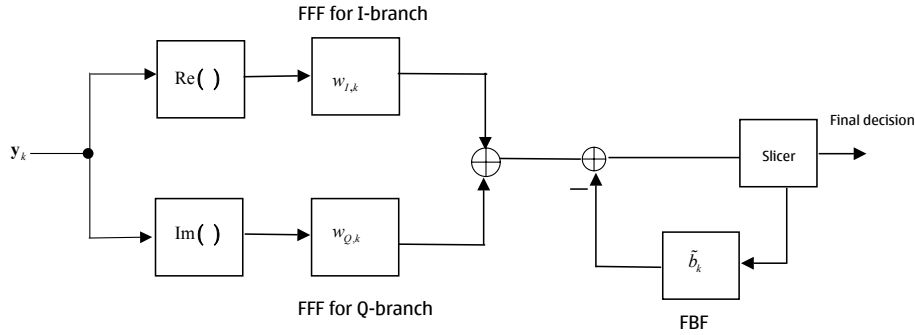 FFF for I-branch
Re( )
w_{I,k}
Final decision
y_k
Slicer
Im( )
w_{Q,k}
b̃_k
FFF for Q-branch
FBF